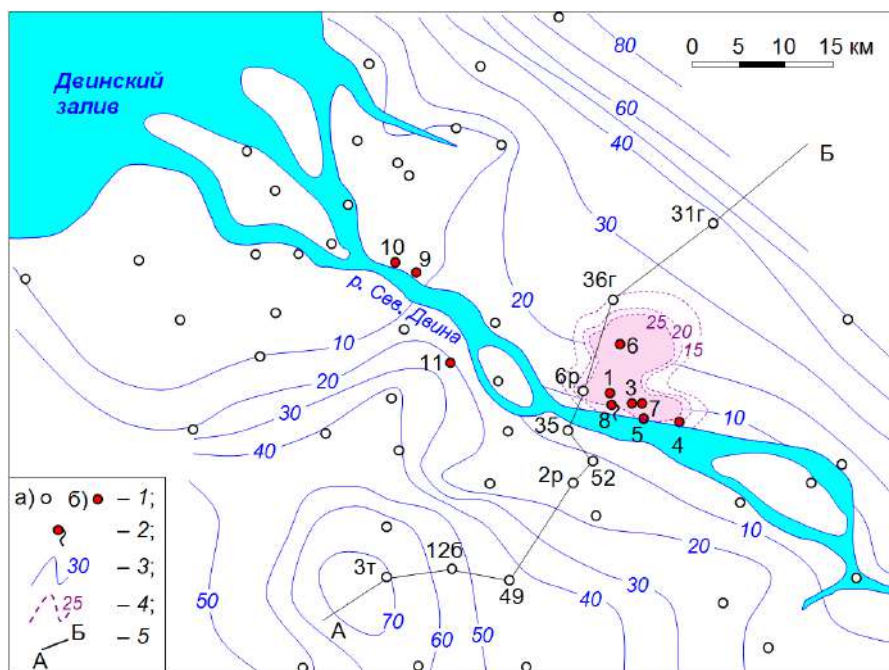 80
0 5 10 15 км
Двинский
залив
60
40
Б
31г
30
10
9
36г
р. Сев. Двина
20
25
20
15
6
10
11
6р
1
3
20
8
7
10
30
5
4
35
40
2р
52
а) б) – 1;
– 2;
10
12б
30 – 3;
3т
20
49
30
25 – 4;
50
40
А
70
50
60
Б
А – 5